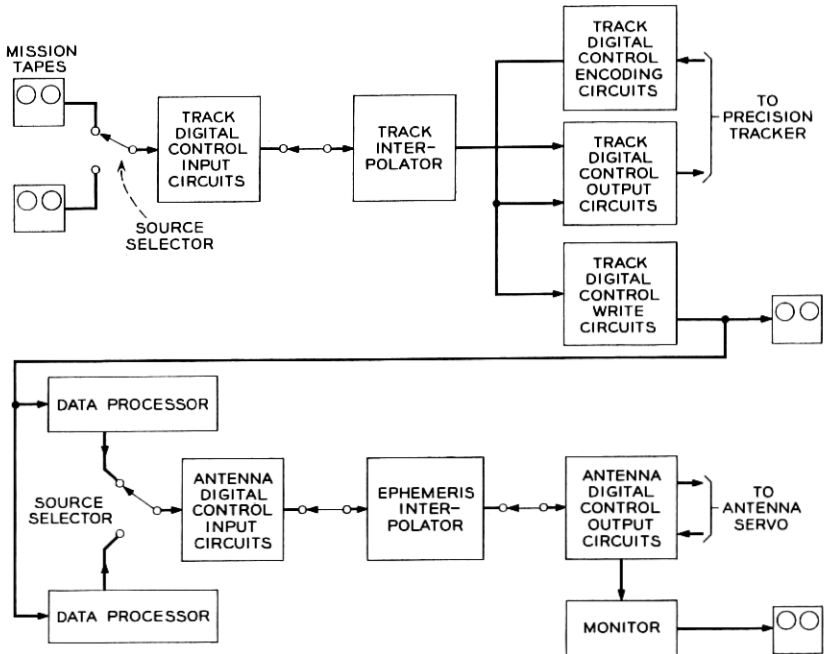 MISSION
TAPES
TRACK
DIGITAL
CONTROL
INPUT
CIRCUITS
SOURCE
SELECTOR
TRACK
INTER-
POLATOR
TRACK
DIGITAL
CONTROL
ENCODING
CIRCUITS
TRACK
DIGITAL
CONTROL
OUTPUT
CIRCUITS
TO
PRECISION
TRACKER
TRACK
DIGITAL
CONTROL
WRITE
CIRCUITS
DATA PROCESSOR
SOURCE
SELECTOR
DATA PROCESSOR
ANTENNA
DIGITAL
CONTROL
INPUT
CIRCUITS
EPHEMERIS
INTER-
POLATOR
ANTENNA
DIGITAL
CONTROL
OUTPUT
CIRCUITS
TO
ANTENNA
SERVO
MONITOR